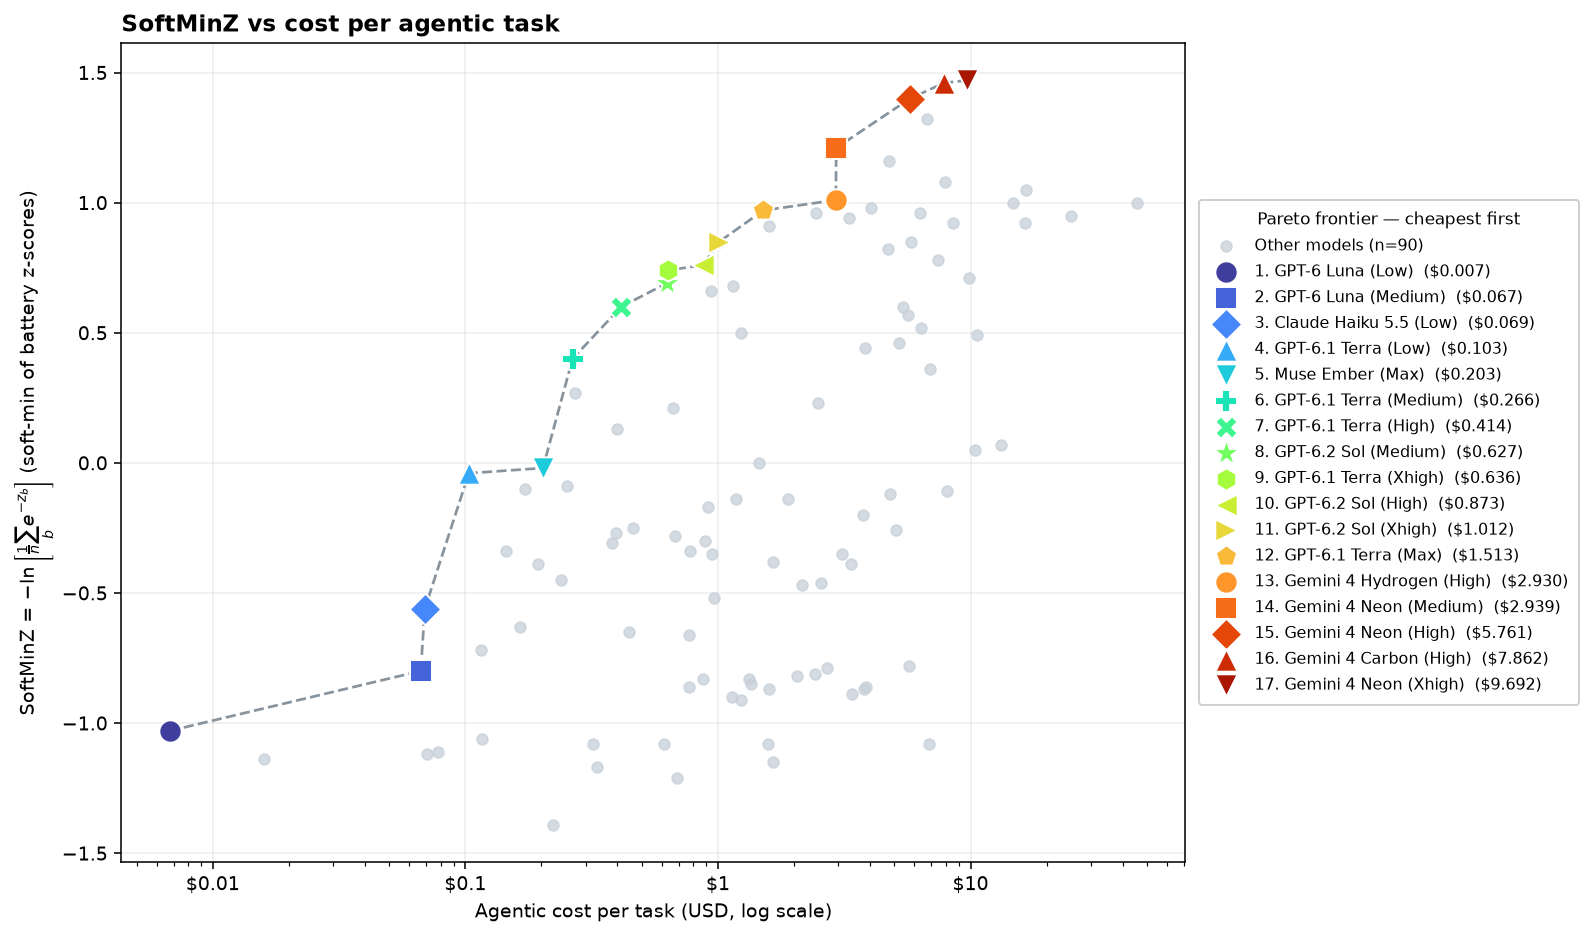 SoftMinZ vs cost per agentic task
SoftMinZ = −ln [1/n ∑_b e^{−z_b}] (soft-min of battery z-scores)
1.5
1.0
0.5
0.0
−0.5
−1.0
−1.5
$0.01
$0.1
$1
$10
Agentic cost per task (USD, log scale)
Pareto frontier — cheapest first
Other models (n=90)
1. GPT-6 Luna (Low) ($0.007)
2. GPT-6 Luna (Medium) ($0.067)
3. Claude Haiku 5.5 (Low) ($0.069)
4. GPT-6.1 Terra (Low) ($0.103)
5. Muse Ember (Max) ($0.203)
6. GPT-6.1 Terra (Medium) ($0.266)
7. GPT-6.1 Terra (High) ($0.414)
8. GPT-6.2 Sol (Medium) ($0.627)
9. GPT-6.1 Terra (Xhigh) ($0.636)
10. GPT-6.2 Sol (High) ($0.873)
11. GPT-6.2 Sol (Xhigh) ($1.012)
12. GPT-6.1 Terra (Max) ($1.513)
13. Gemini 4 Hydrogen (High) ($2.930)
14. Gemini 4 Neon (Medium) ($2.939)
15. Gemini 4 Neon (High) ($5.761)
16. Gemini 4 Carbon (High) ($7.862)
17. Gemini 4 Neon (Xhigh) ($9.692)